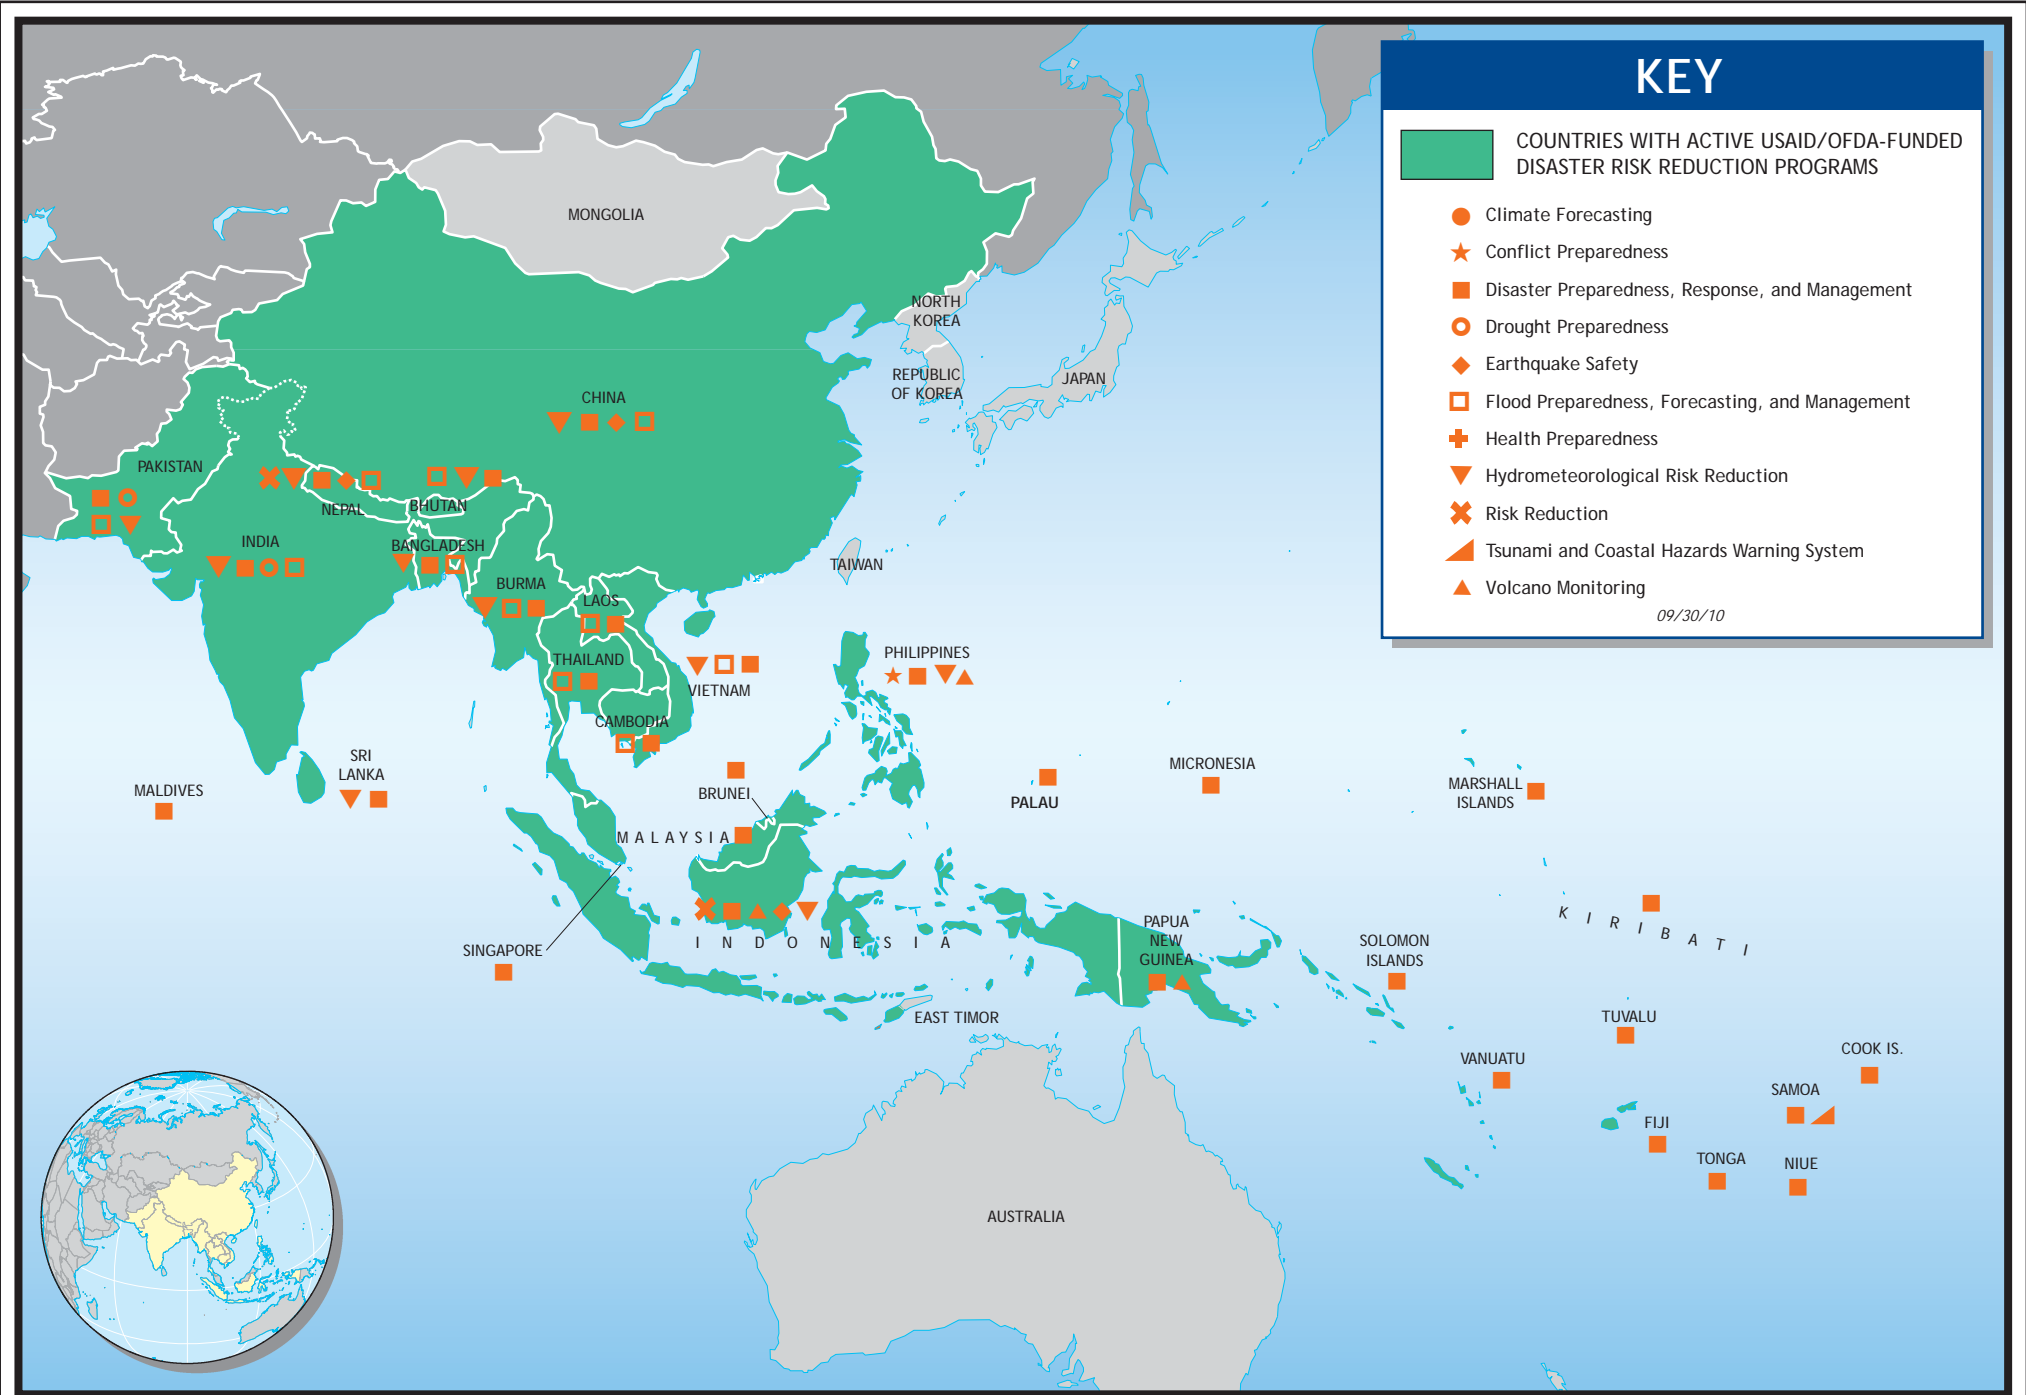 KEY
COUNTRIES WITH ACTIVE USAID/OFDA-FUNDED
DISASTER RISK REDUCTION PROGRAMS
Climate Forecasting
Conflict Preparedness
Disaster Preparedness, Response, and Management
Drought Preparedness
Earthquake Safety
Flood Preparedness, Forecasting, and Management
Health Preparedness
Hydrometeorological Risk Reduction
Risk Reduction
Tsunami and Coastal Hazards Warning System
Volcano Monitoring
09/30/10
MONGOLIA
NORTH
KOREA
REPUBLIC
OF KOREA
JAPAN
CHINA
PAKISTAN
NEPAL
BHUTAN
INDIA
BANGLADESH
BURMA
LAOS
TAIWAN
THAILAND
VIETNAM
PHILIPPINES
CAMBODIA
SRI
LANKA
MALDIVES
BRUNEI
PALAU
MICRONESIA
MARSHALL
ISLANDS
MALAYSIA
KIRIBATI
SINGAPORE
INDONESIA
PAPUA
NEW
GUINEA
SOLOMON
ISLANDS
EAST TIMOR
TUVALU
COOK IS.
VANUATU
SAMOA
FIJI
TONGA
NIUE
AUSTRALIA